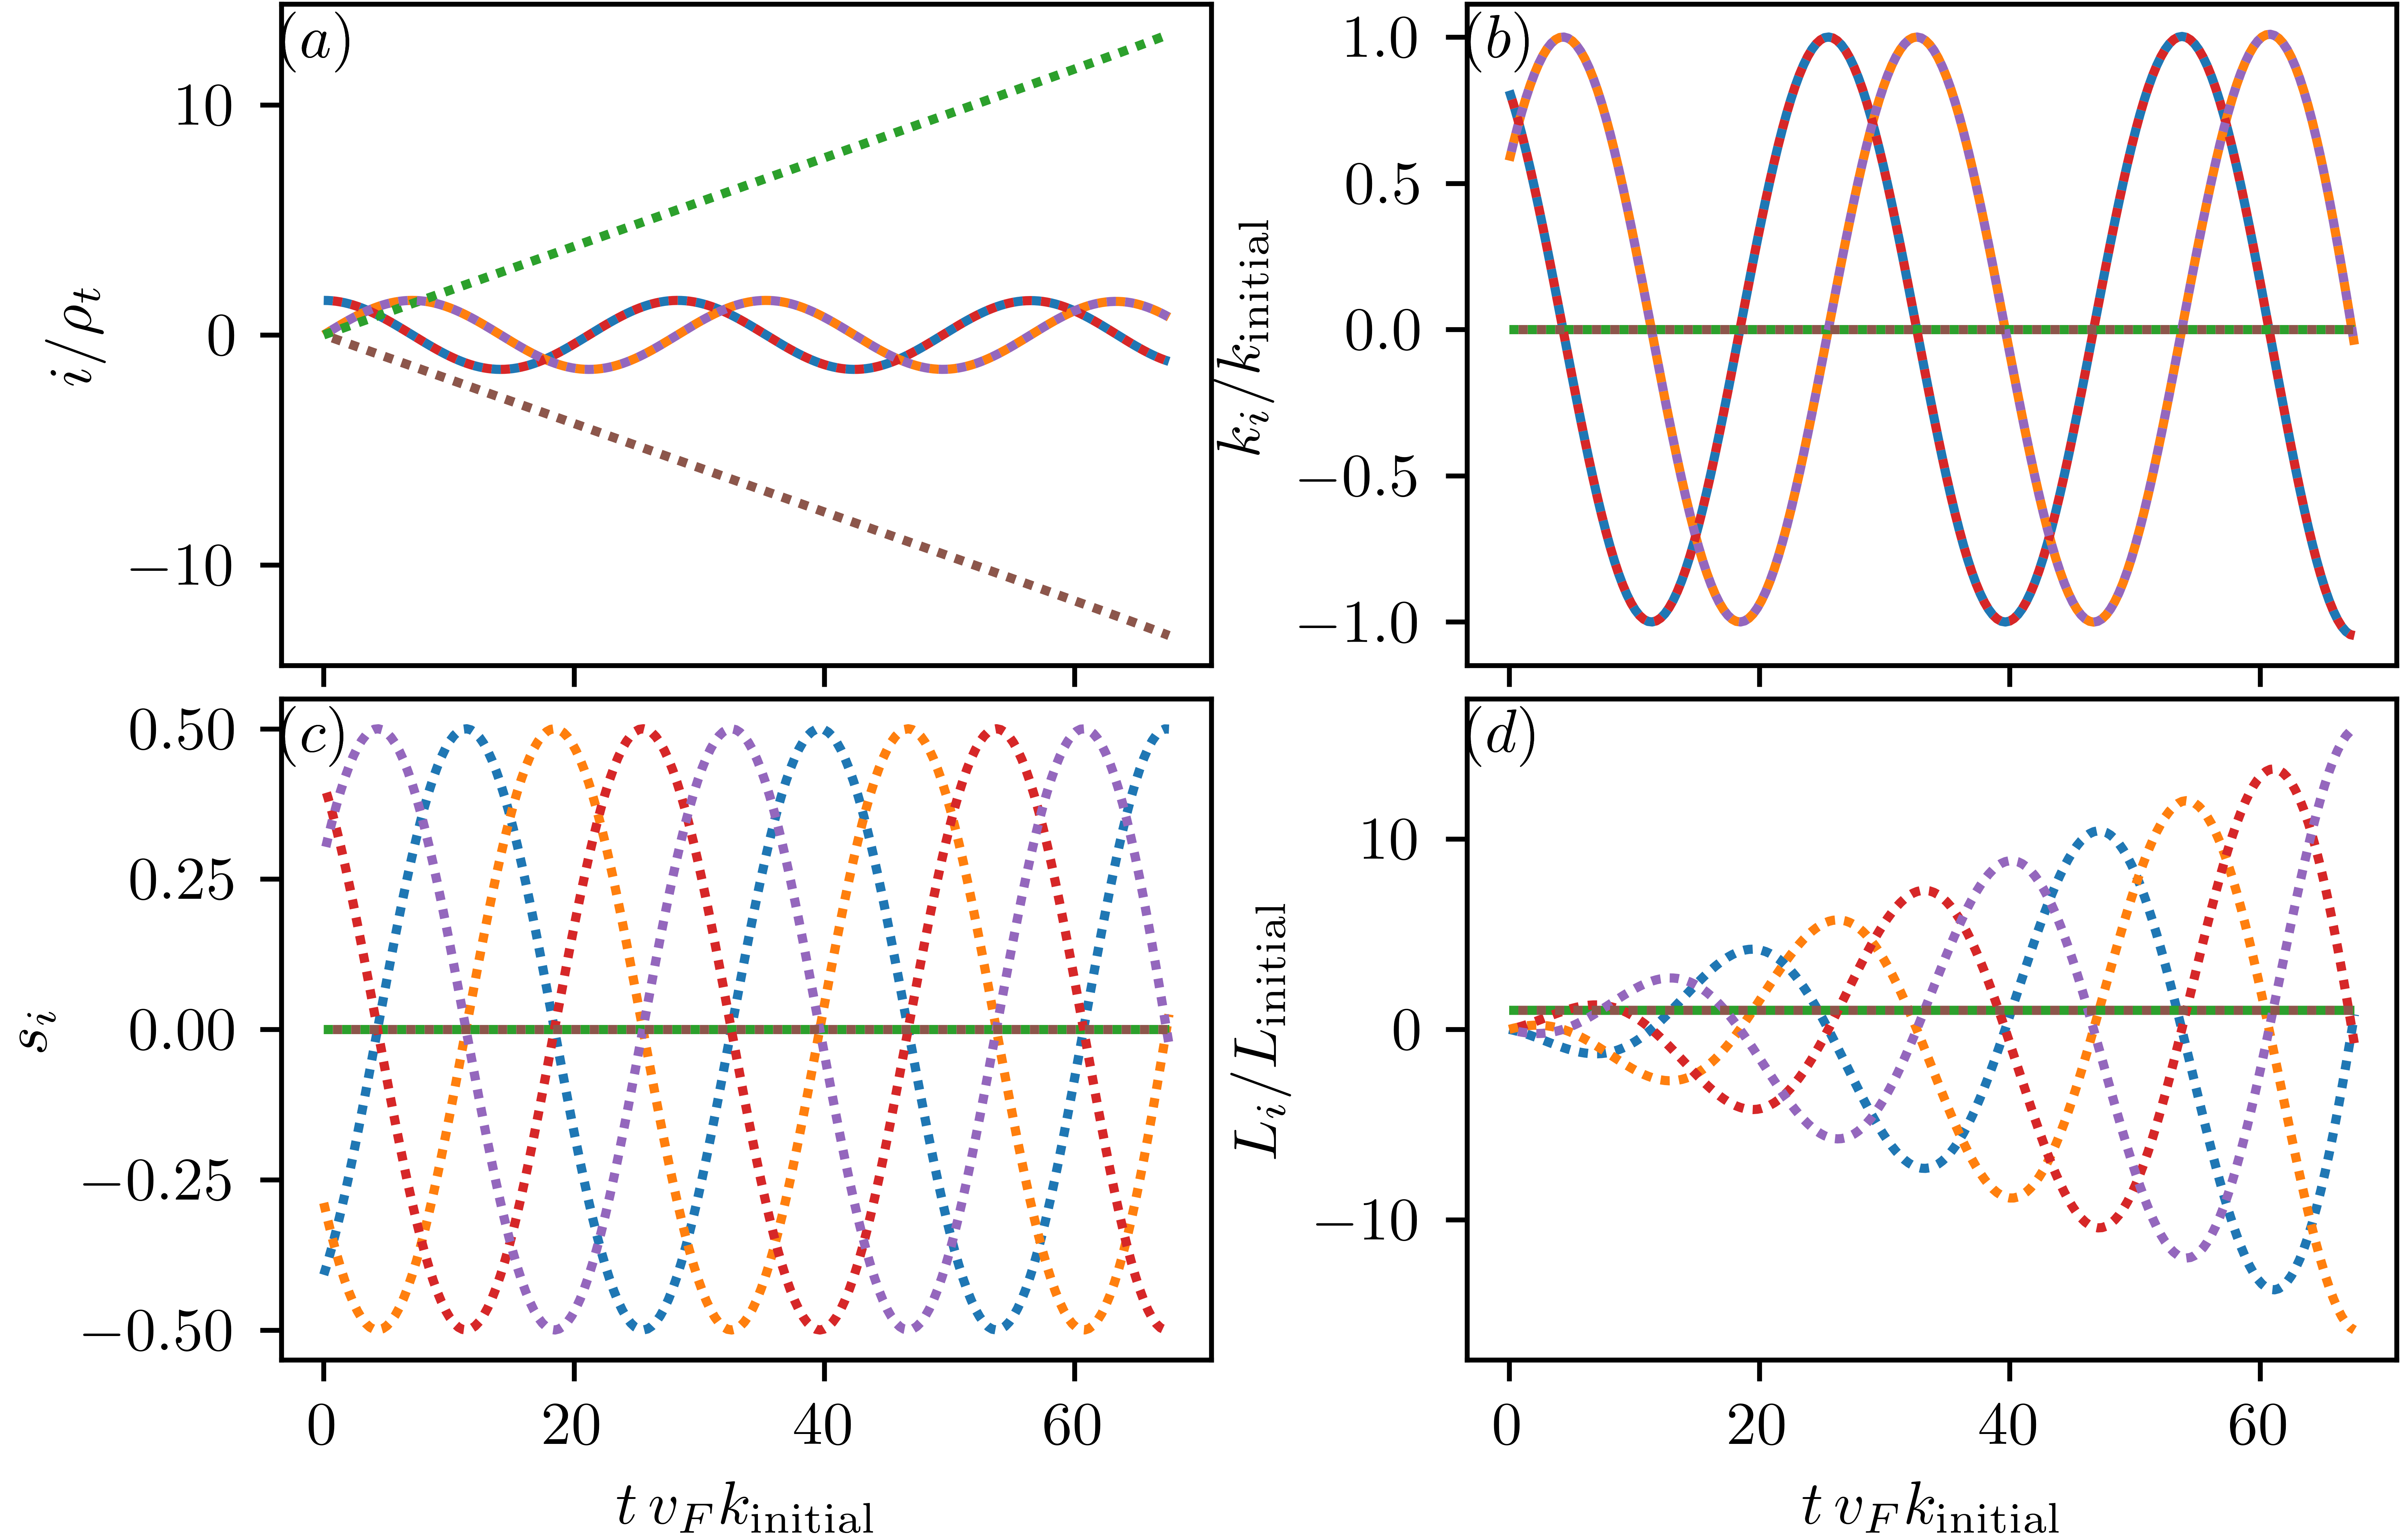 (a)
10
0
−10
i/ρ_t
(b)
1.0
0.5
0.0
−0.5
−1.0
k_i/k_initial
(c)
0.50
0.25
0.00
−0.25
−0.50
s_i
0 20 40 60
t v_F k_initial
(d)
10
0
−10
L_i/L_initial
0 20 40 60
t v_F k_initial